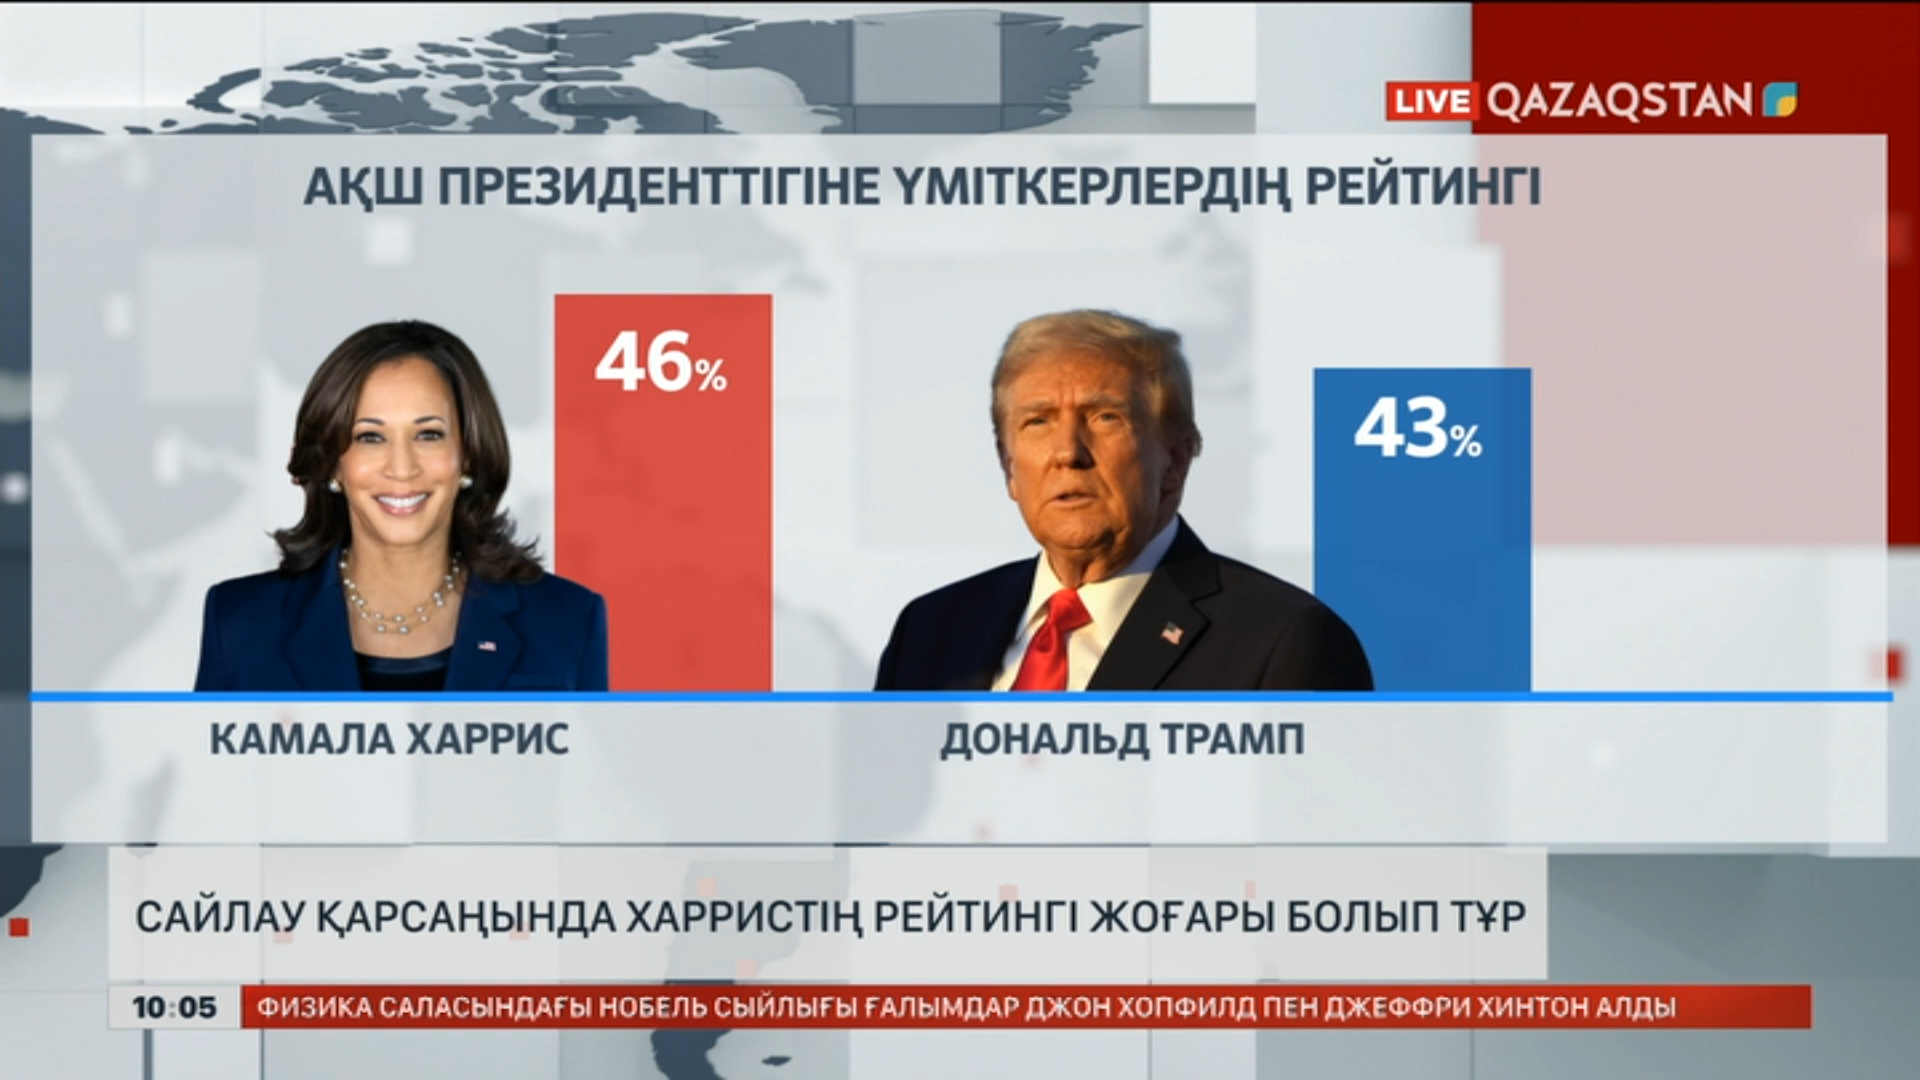 LIVE QAZAQSTAN
АҚШ ПРЕЗИДЕНТТІГІНЕ ҮМІТКЕРЛЕРДІҢ РЕЙТИНГІ
46%
43%
КАМАЛА ХАРРИС
ДОНАЛЬД ТРАМП
САЙЛАУ ҚАРСАҢЫНДА ХАРРИСТІҢ РЕЙТИНГІ ЖОҒАРЫ БОЛЫП ТҰР
10:05 ФИЗИКА САЛАСЫНДАҒЫ НОБЕЛЬ СЫЙЛЫҒЫ ҒАЛЫМДАР ДЖОН ХОПФИЛД ПЕН ДЖЕФФРИ ХИНТОН АЛДЫ